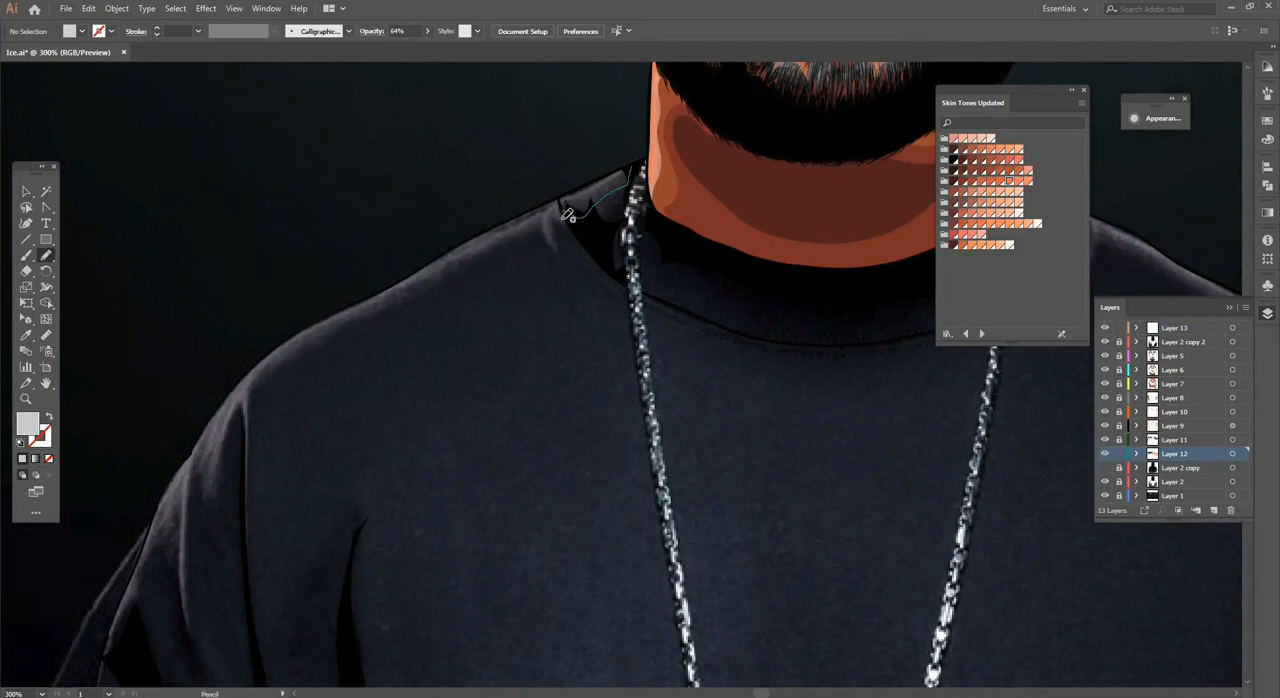 Ai File Edit Object Type Select Effect View Window Help Essentials Search Adobe Stock
No Selection Stroke: Calligraphic... Opacity: 64% Style: Document Setup Preferences
Ice.ai* @ 300% (RGB/Preview)
Skin Tones Updated
Appearan...
Layers
Layer 13
Layer 2 copy 2
Layer 5
Layer 6
Layer 7
Layer 8
Layer 10
Layer 9
Layer 11
Layer 12
Layer 2 copy
Layer 2
Layer 1
13 Layers
300% 1 Pencil